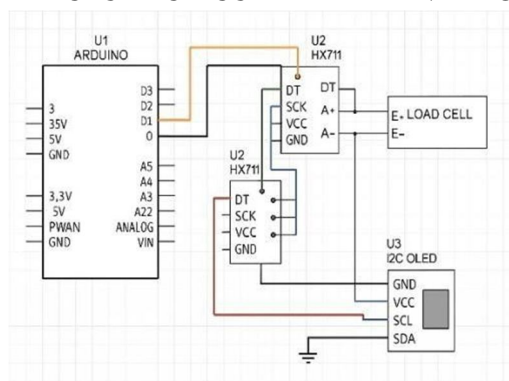 U1
ARDUINO
D3
D2
D1
0
3
35V
5V
GND
A5
A4
A3
A22
ANALOG
VIN
3,3V
5V
PWAN
GND
U2
HX711
DT
SCK
VCC
GND
DT
A+
A-
E+ LOAD CELL
E-
U2
HX711
DT
SCK
VCC
GND
U3
I2C OLED
GND
VCC
SCL
SDA